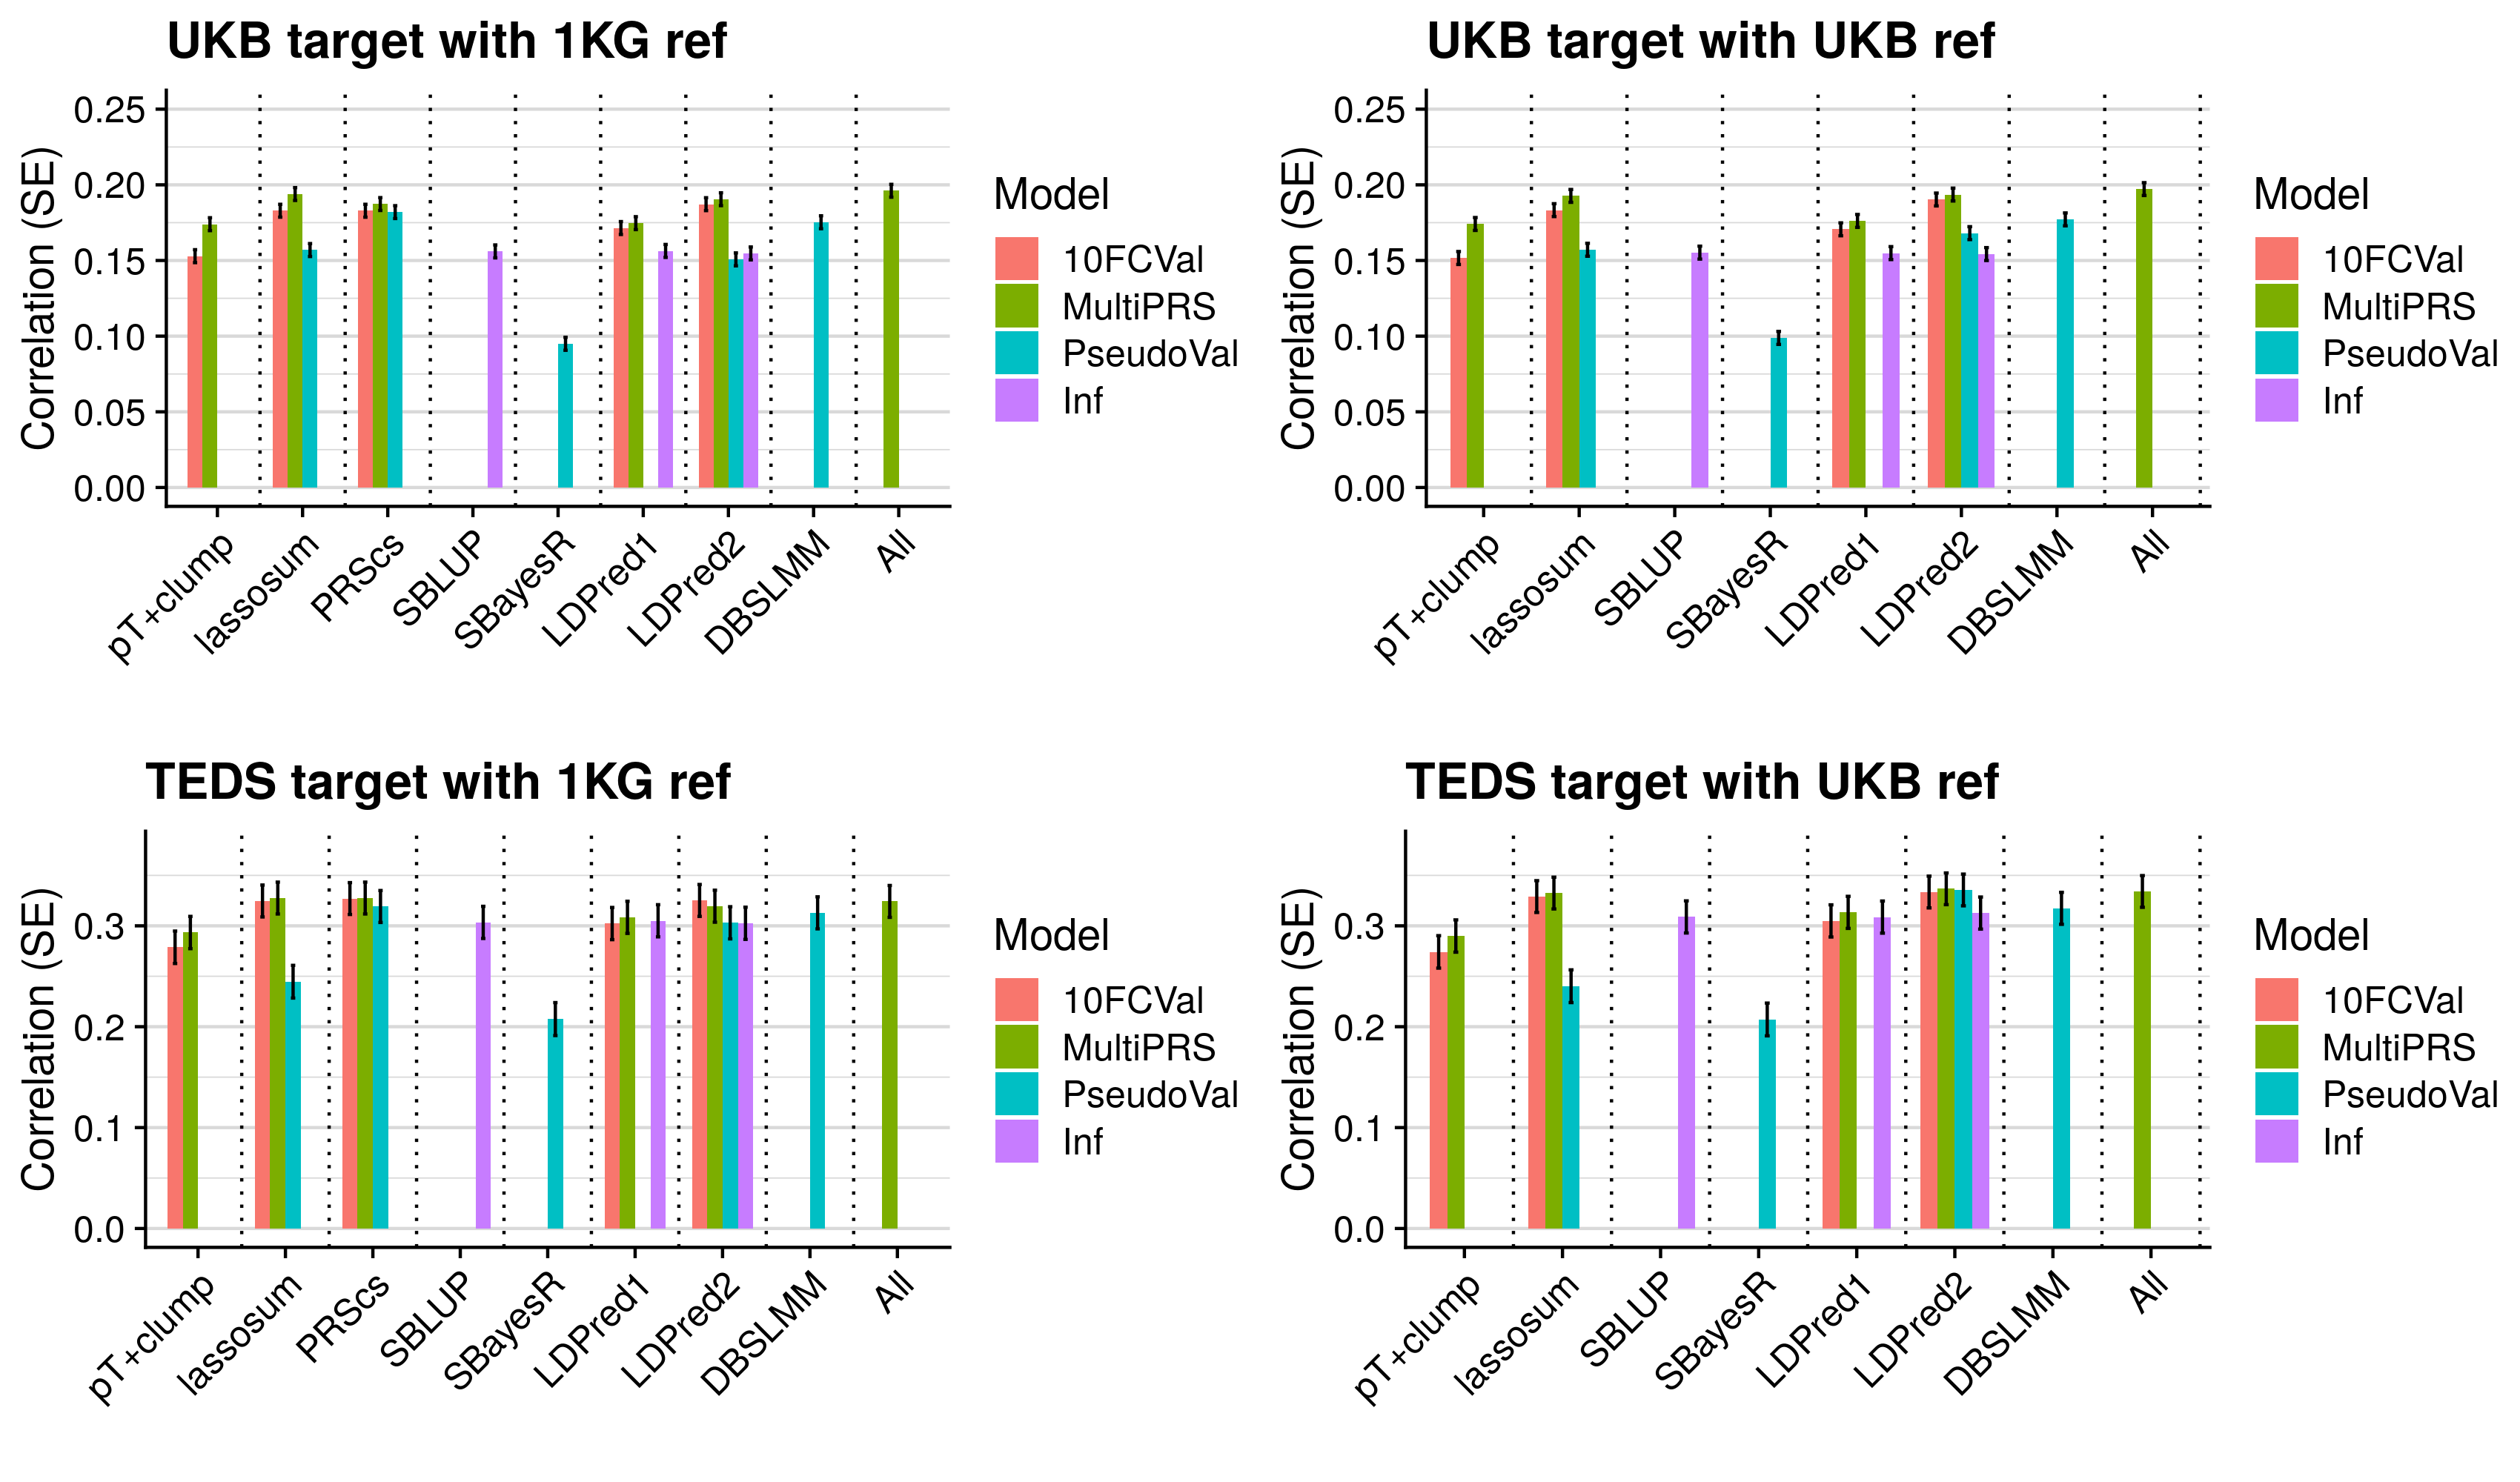 UKB target with 1KG ref
Correlation (SE)
0.25
0.20
0.15
0.10
0.05
0.00
pT+clump
lassosum
PRScs
SBLUP
SBayesR
LDPred1
LDPred2
DBSLMM
All
Model
10FCVal
MultiPRS
PseudoVal
Inf
UKB target with UKB ref
Correlation (SE)
0.25
0.20
0.15
0.10
0.05
0.00
pT+clump
lassosum
SBLUP
SBayesR
LDPred1
LDPred2
DBSLMM
All
Model
10FCVal
MultiPRS
PseudoVal
Inf
TEDS target with 1KG ref
Correlation (SE)
0.3
0.2
0.1
0.0
pT+clump
lassosum
PRScs
SBLUP
SBayesR
LDPred1
LDPred2
DBSLMM
All
Model
10FCVal
MultiPRS
PseudoVal
Inf
TEDS target with UKB ref
Correlation (SE)
0.3
0.2
0.1
0.0
pT+clump
lassosum
SBLUP
SBayesR
LDPred1
LDPred2
DBSLMM
All
Model
10FCVal
MultiPRS
PseudoVal
Inf